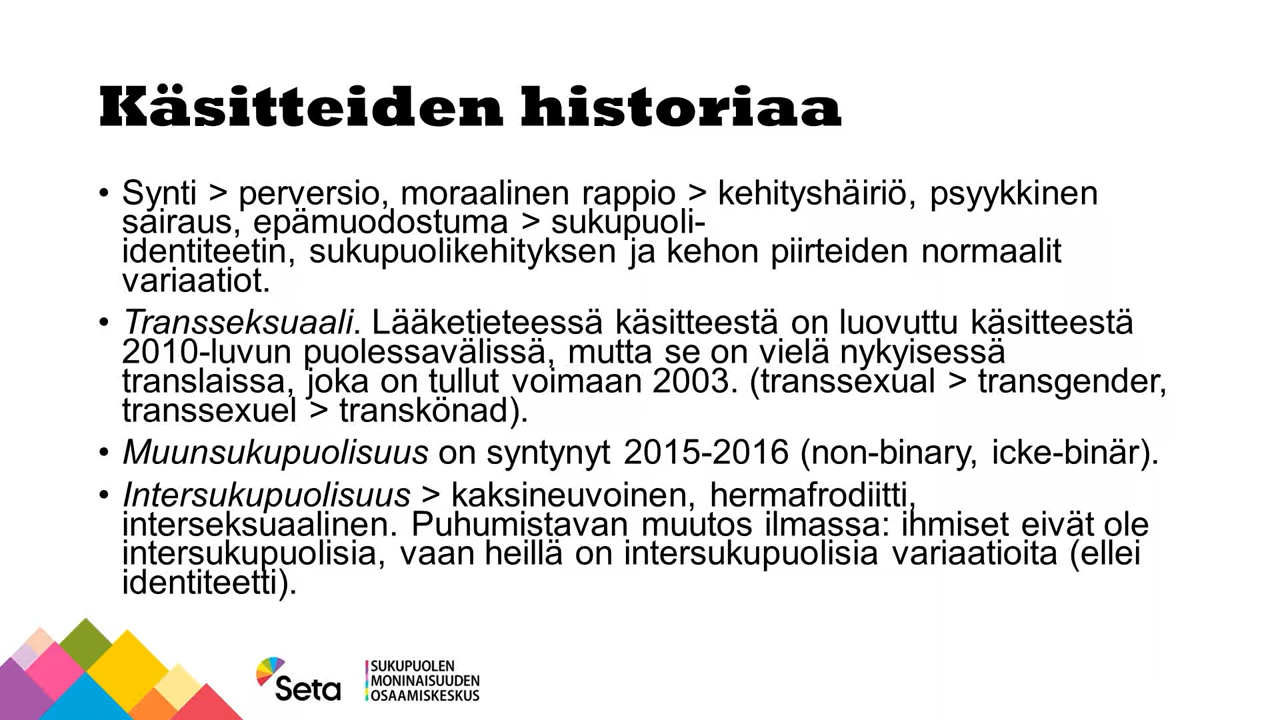 Käsitteiden historiaa
• Synti > perversio, moraalinen rappio > kehityshäiriö, psyykkinen
sairaus, epämuodostuma > sukupuoli-
identiteetin, sukupuolikehityksen ja kehon piirteiden normaalit
variaatiot.
• Transseksuaali. Lääketieteessä käsitteestä on luovuttu käsitteestä
2010-luvun puolessavälissä, mutta se on vielä nykyisessä
translaissa, joka on tullut voimaan 2003. (transsexual > transgender,
transsexuel > transkönad).
• Muunsukupuolisuus on syntynyt 2015-2016 (non-binary, icke-binär).
• Intersukupuolisuus > kaksineuvoinen, hermafrodiitti,
interseksuaalinen. Puhumistavan muutos ilmassa: ihmiset eivät ole
intersukupuolisia, vaan heillä on intersukupuolisia variaatioita (ellei
identiteetti).
Seta
SUKUPUOLEN
MONINAISUUDEN
OSAAMISKESKUS